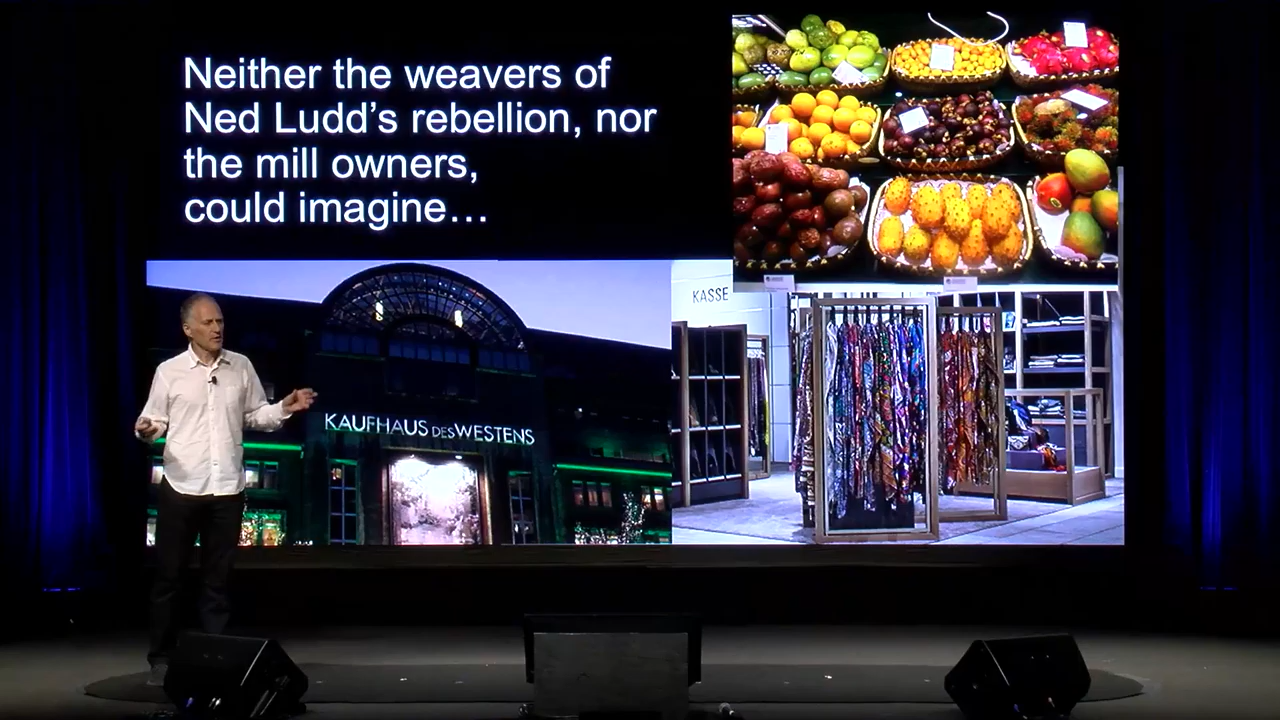 Neither the weavers of
Ned Ludd’s rebellion, nor
the mill owners,
could imagine…
KASSE
KAUFHAUS DES WESTENS